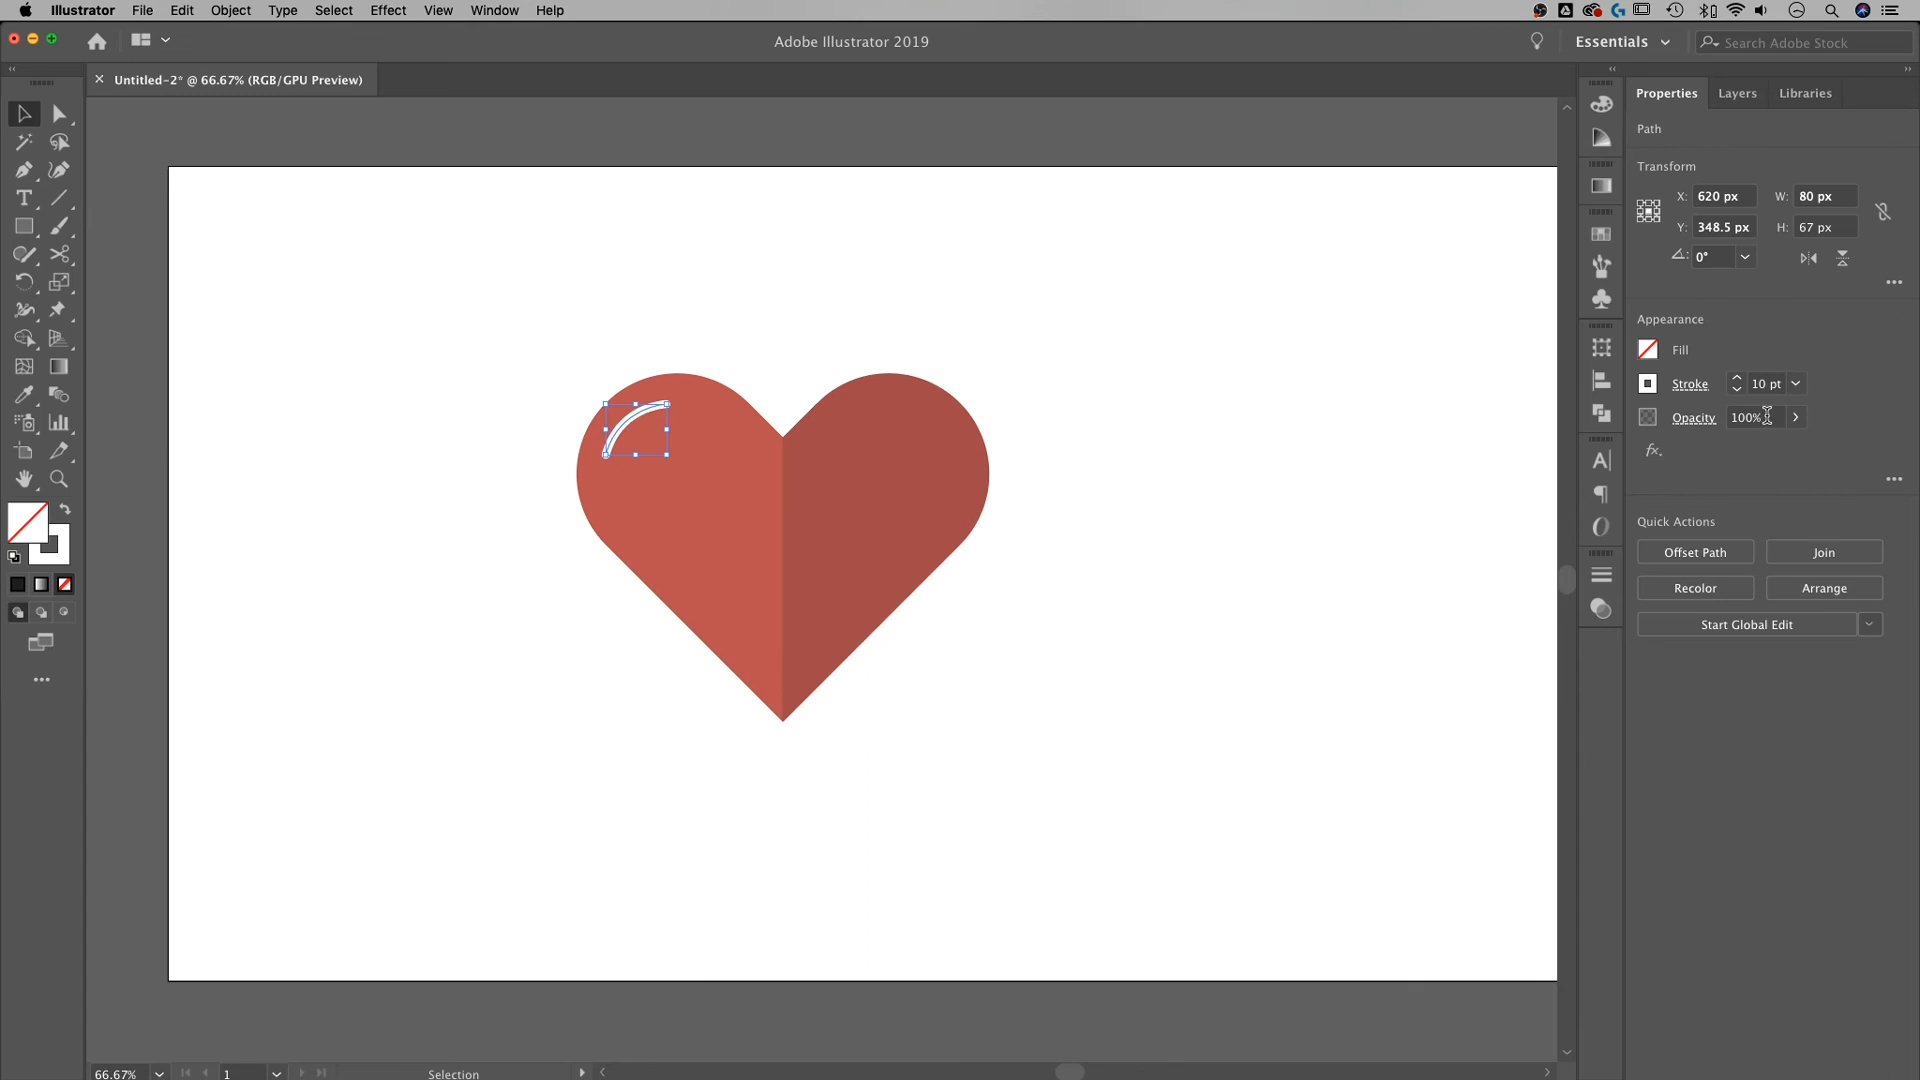 Illustrator File Edit Object Type Select Effect View Window Help
Adobe Illustrator 2019
Essentials
Search Adobe Stock
Untitled-2* @ 66.67% (RGB/GPU Preview)
Properties Layers Libraries
Path
Transform
X: 620 px W: 80 px
Y: 348.5 px H: 67 px
0°
Appearance
Fill
Stroke 10 pt
Opacity 100%
fx.
Quick Actions
Offset Path Join
Recolor Arrange
Start Global Edit
66.67% 1 Selection